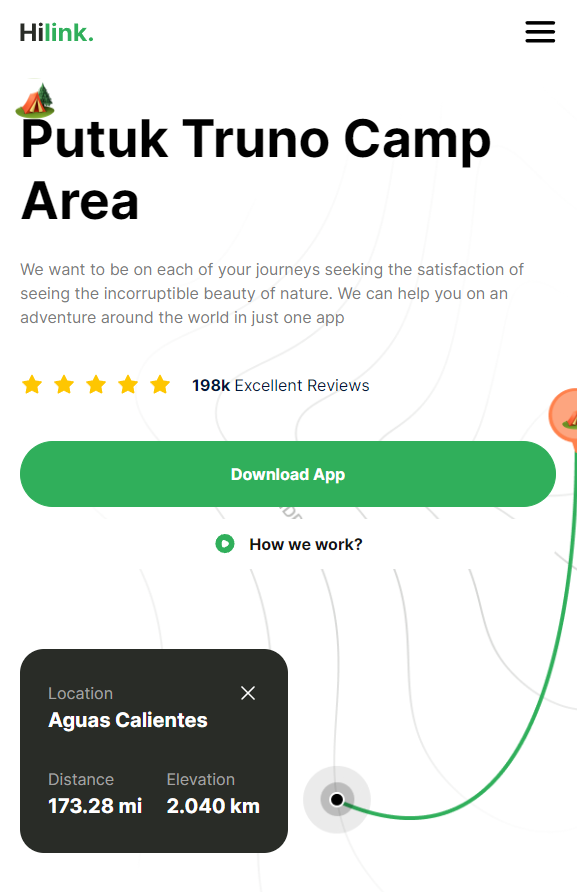 Hilink.
Putuk Truno Camp
Area
We want to be on each of your journeys seeking the satisfaction of
seeing the incorruptible beauty of nature. We can help you on an
adventure around the world in just one app
198k Excellent Reviews
Download App
How we work?
Location
Aguas Calientes
Distance Elevation
173.28 mi 2.040 km